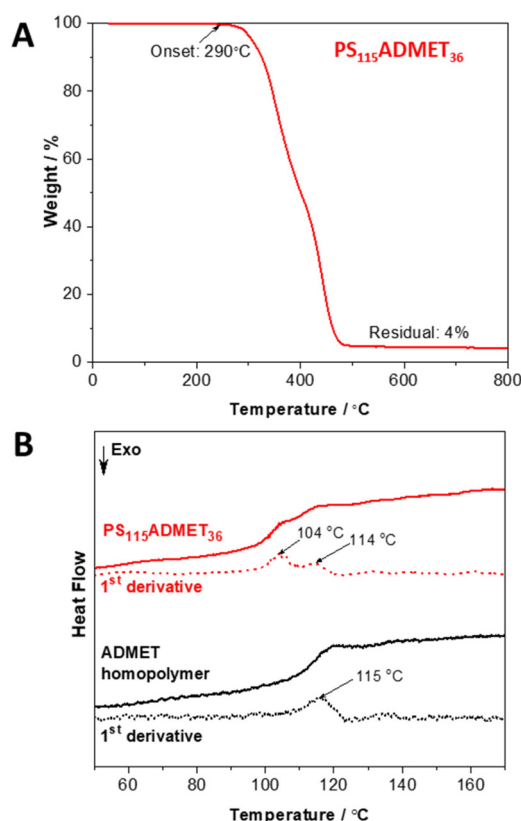 A
Onset: 290°C
PS₁₁₅ADMET₃₆
100
80
60
40
20
0
Weight / %
Residual: 4%
0
200
400
600
800
Temperature / °C
B
Exo
PS₁₁₅ADMET₃₆
104 °C
114 °C
1ˢᵗ derivative
Heat Flow
ADMET
homopolymer
115 °C
1ˢᵗ derivative
60
80
100
120
140
160
Temperature / °C